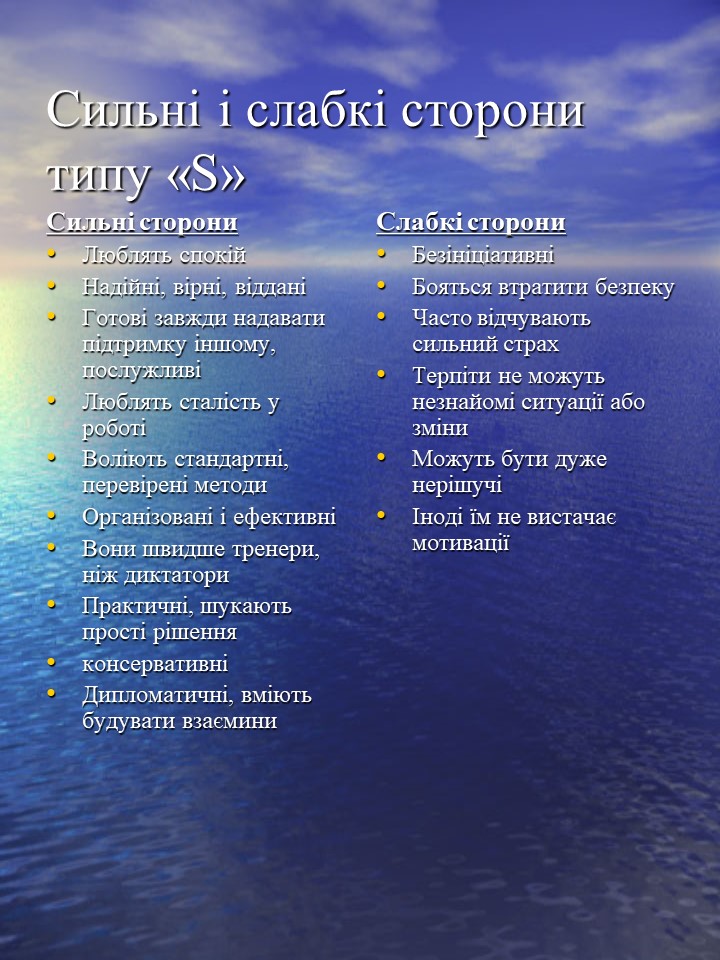 Сильні і слабкі сторони
типу «S»
Сильні сторони
• Люблять спокій
• Надійні, вірні, віддані
• Готові завжди надавати
підтримку іншому,
послужливі
• Люблять сталість у
роботі
• Воліють стандартні,
перевірені методи
• Організовані і ефективні
• Вони швидше тренери,
ніж диктатори
• Практичні, шукають
прості рішення
• консервативні
• Дипломатичні, вміють
будувати взаємини
Слабкі сторони
• Безініціативні
• Бояться втратити безпеку
• Часто відчувають
сильний страх
• Терпіти не можуть
незнайомі ситуації або
зміни
• Можуть бути дуже
нерішучі
• Іноді їм не вистачає
мотивації